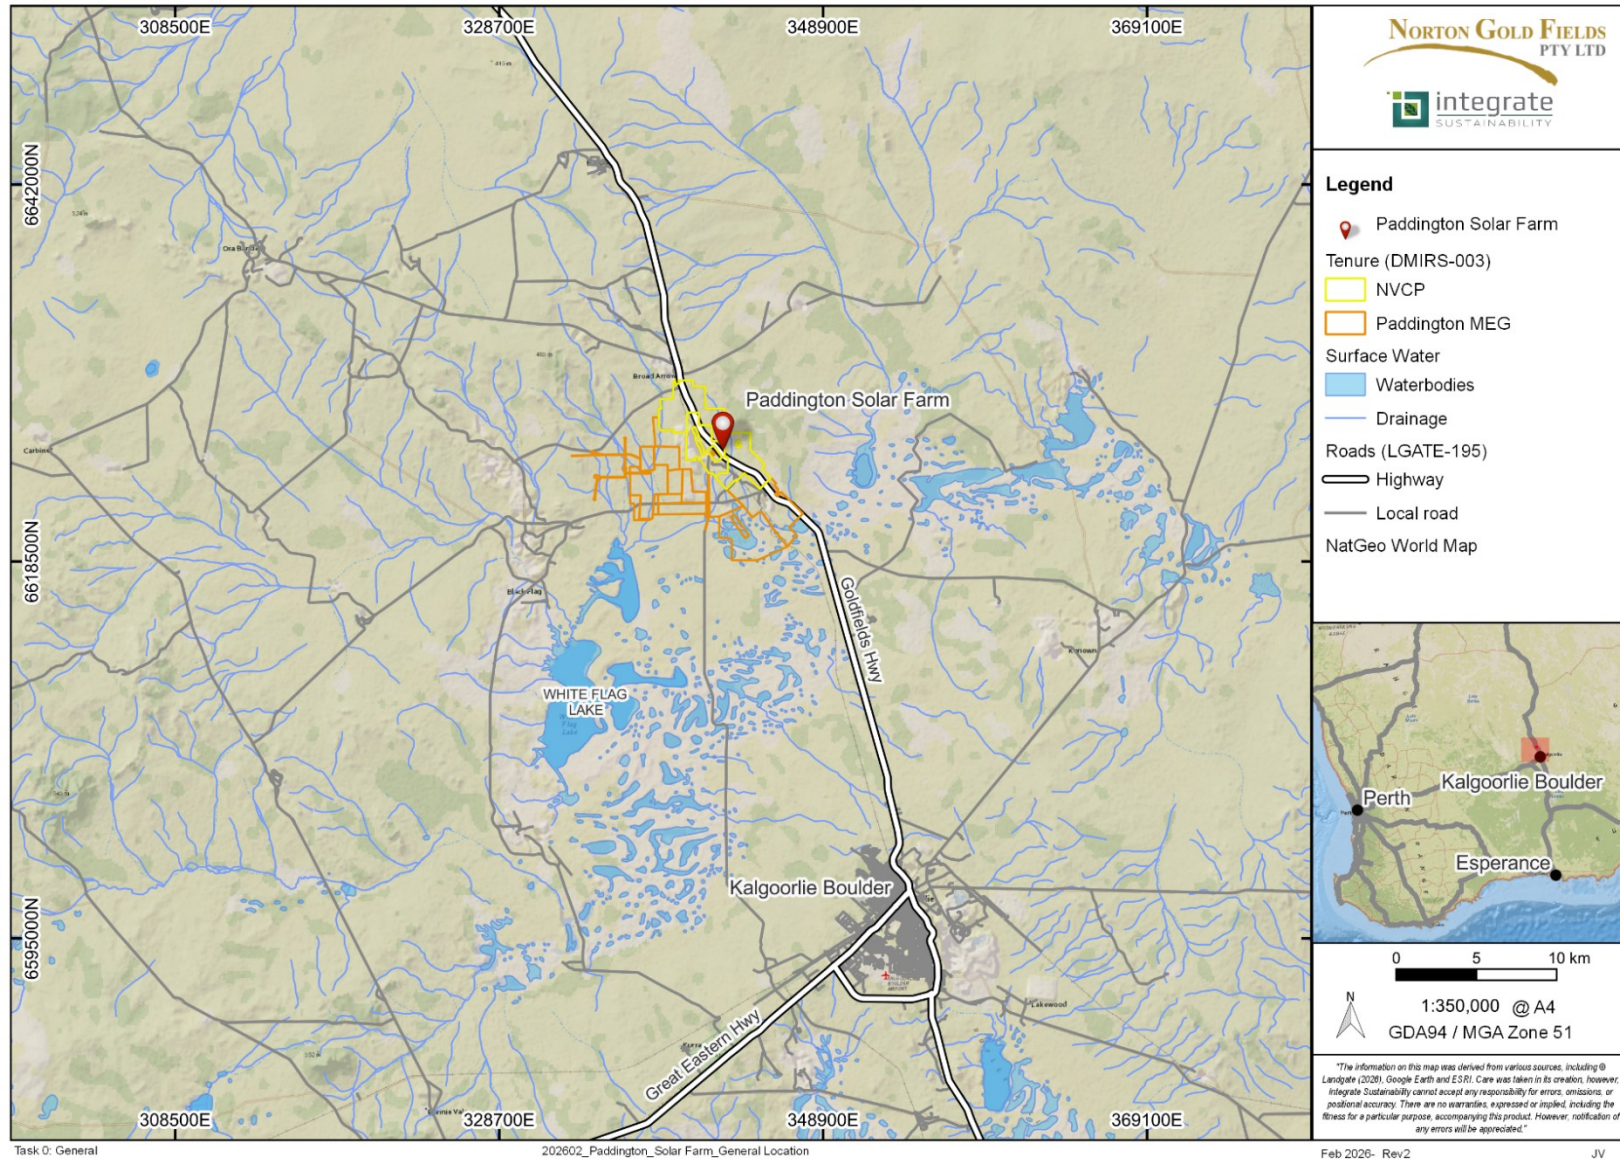 308500E
328700E
348900E
369100E
NORTON GOLD FIELDS
PTY LTD
integrate
SUSTAINABILITY
Legend
Paddington Solar Farm
Tenure (DMIRS-003)
NVCP
Paddington MEG
Surface Water
Waterbodies
Drainage
Roads (LGATE-195)
Highway
Local road
NatGeo World Map
6642000N
6618500N
6595000N
Broad Arrow
Paddington Solar Farm
Black Flag
Goldfields Hwy
Kanowna
WHITE FLAG
LAKE
Kalgoorlie Boulder
Great Eastern Hwy
Lakewood
308500E
328700E
348900E
369100E
Perth
Kalgoorlie Boulder
Esperance
0 5 10 km
N
1:350,000 @ A4
GDA94 / MGA Zone 51
"The information on this map was derived from various sources, including ©
Landgate (2026), Google Earth and ESRI. Care was taken in its creation, however,
Integrate Sustainability cannot accept any responsibility for errors, omissions, or
positional accuracy. There are no warranties, expressed or implied, including the
fitness for a particular purpose, accompanying this product. However, notification of
any errors will be appreciated."
Task 0: General
202602_Paddington_Solar Farm_General Location
Feb 2026- Rev2
JV